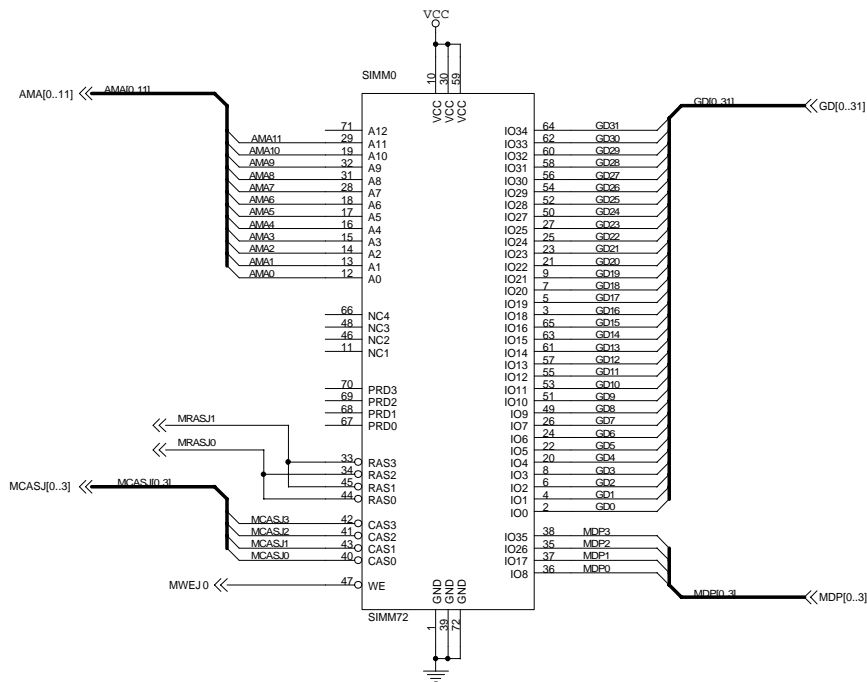 VCC
10
30
59
SIMM0
VCC
VCC
VCC
AMA[0..11]
AMA[0..11]
71
A12
AMA11
29
A11
AMA10
19
A10
AMA9
32
A9
AMA8
31
A8
AMA7
28
A7
AMA6
18
A6
AMA5
17
A5
AMA4
16
A4
AMA3
15
A3
AMA2
14
A2
AMA1
13
A1
AMA0
12
A0
66
NC4
48
NC3
46
NC2
11
NC1
70
PRD3
69
PRD2
68
PRD1
67
PRD0
MRASJ1
MRASJ0
33
RAS3
34
RAS2
45
RAS1
44
RAS0
MCASJ[0..3]
MCASJ[0..3]
MCASJ3
42
CAS3
MCASJ2
41
CAS2
MCASJ1
43
CAS1
MCASJ0
40
CAS0
MWEJ 0
47
WE
GD[0..31]
GD[0..31]
IO34
64
GD31
IO33
62
GD30
IO32
60
GD29
IO31
58
GD28
IO30
56
GD27
IO29
54
GD26
IO28
52
GD25
IO27
50
GD24
IO25
27
GD23
IO24
25
GD22
IO23
23
GD21
IO22
21
GD20
IO21
9
GD19
IO20
7
GD18
IO19
5
GD17
IO18
3
GD16
IO16
65
GD15
IO15
63
GD14
IO14
61
GD13
IO13
57
GD12
IO12
55
GD11
IO11
53
GD10
IO10
51
GD9
IO9
49
GD8
IO7
26
GD7
IO6
24
GD6
IO5
22
GD5
IO4
20
GD4
IO3
8
GD3
IO2
6
GD2
IO1
4
GD1
IO0
2
GD0
IO35
38
MDP3
IO26
35
MDP2
IO17
37
MDP1
IO8
36
MDP0
MDP[0..3]
MDP[0..3]
GND
GND
GND
SIMM72
1
39
72